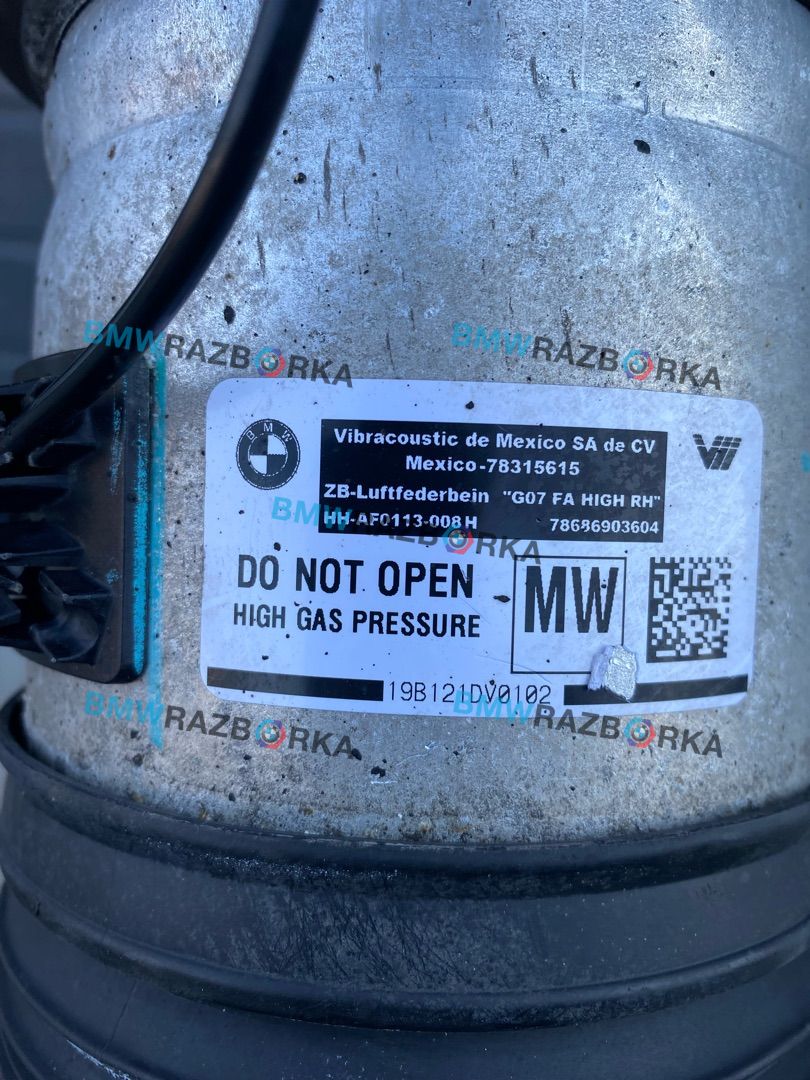 BMWRAZBORKA
BMWRAZBORKA
BMW
Vibracoustic de Mexico SA de CV
Mexico-78315615
ZB-Luftfederbein "G07 FA HIGH RH"
HH-AF0113-008H 78686903604
BMWRAZBORKA
DO NOT OPEN
HIGH GAS PRESSURE
MW
19B121DV0102
BMWRAZBORKA
BMWRAZBORKA